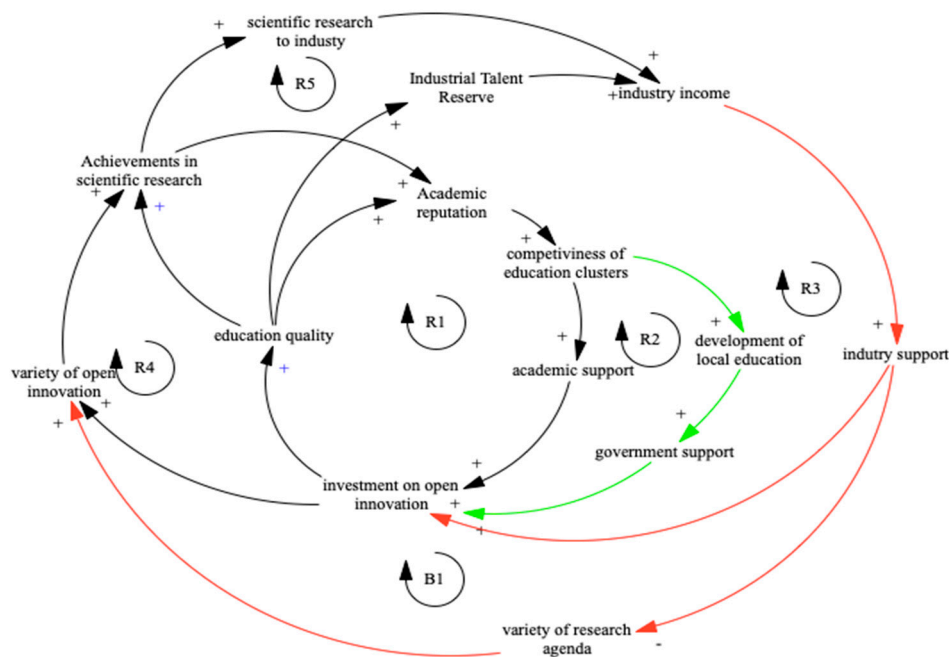 scientific research
to industy
+
+
R5
Industrial Talent
Reserve
+
industry income
+
Achievements in
scientific research
+
+
+
+
Academic
reputation
+
competiviness of
education clusters
R3
R1
R2
+
+
+
education quality
+
development of
local education
academic support
indutry support
R4
variety of open
innovation
+
+
+
government support
+
investment on open
innovation
+
+
B1
variety of research
agenda
-